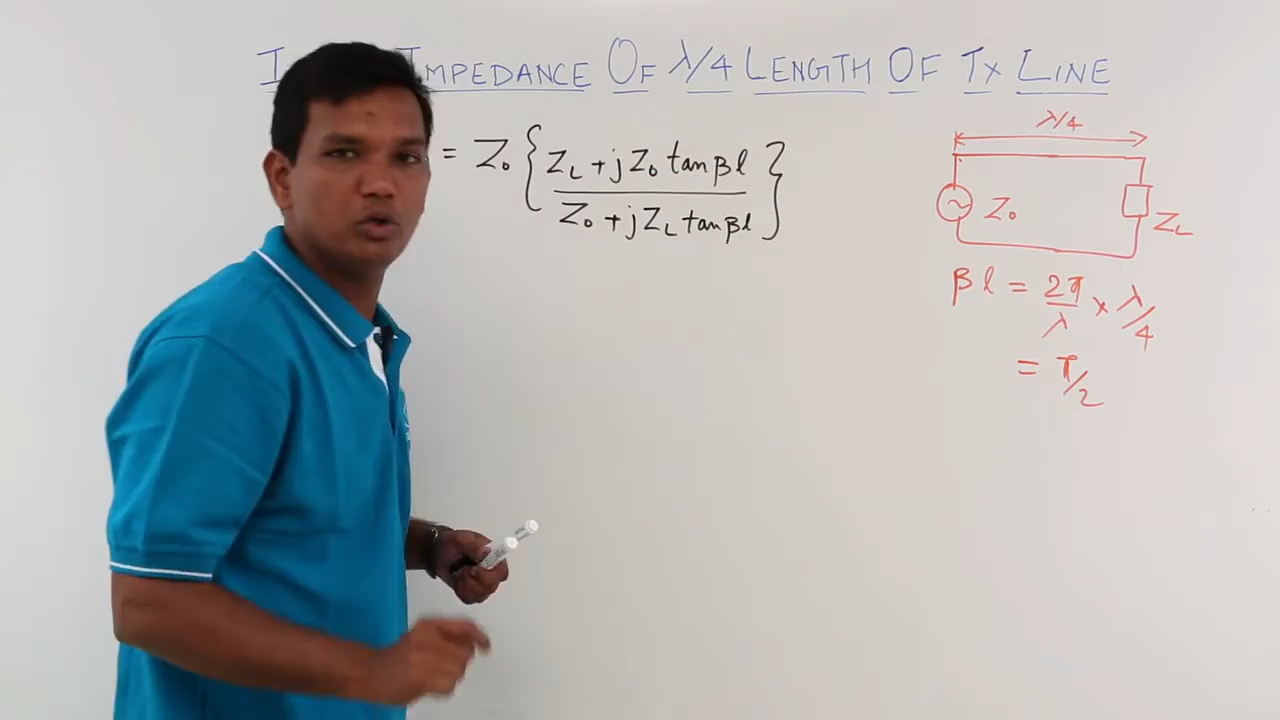 IMPEDANCE OF λ/4 LENGTH OF TX LINE
= Z₀ { (Z_L + j Z₀ tan βl) / (Z₀ + j Z_L tan βl) }
λ/4
Z₀
Z_L
βl = 2π/λ × λ/4
= π/2